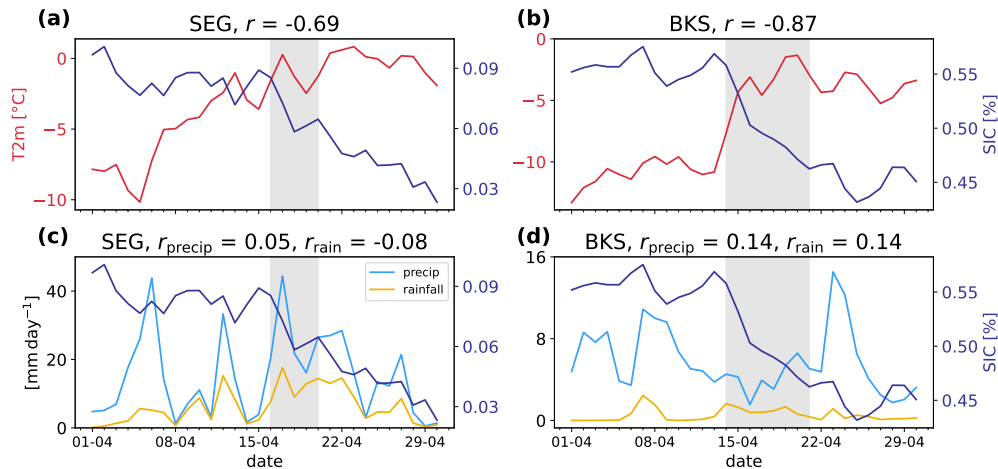 (a) SEG, r = -0.69
T2m [°C]
0
−5
−10
0.09
0.06
0.03
(b) BKS, r = -0.87
0
−5
−10
0.55
0.50
0.45
SIC [%]
(c) SEG, rprecip = 0.05, rrain = -0.08
[mm day−1]
40
20
0
precip
rainfall
0.09
0.06
0.03
01-04 08-04 15-04 22-04 29-04
date
(d) BKS, rprecip = 0.14, rrain = 0.14
16
8
0
0.55
0.50
0.45
SIC [%]
01-04 08-04 15-04 22-04 29-04
date